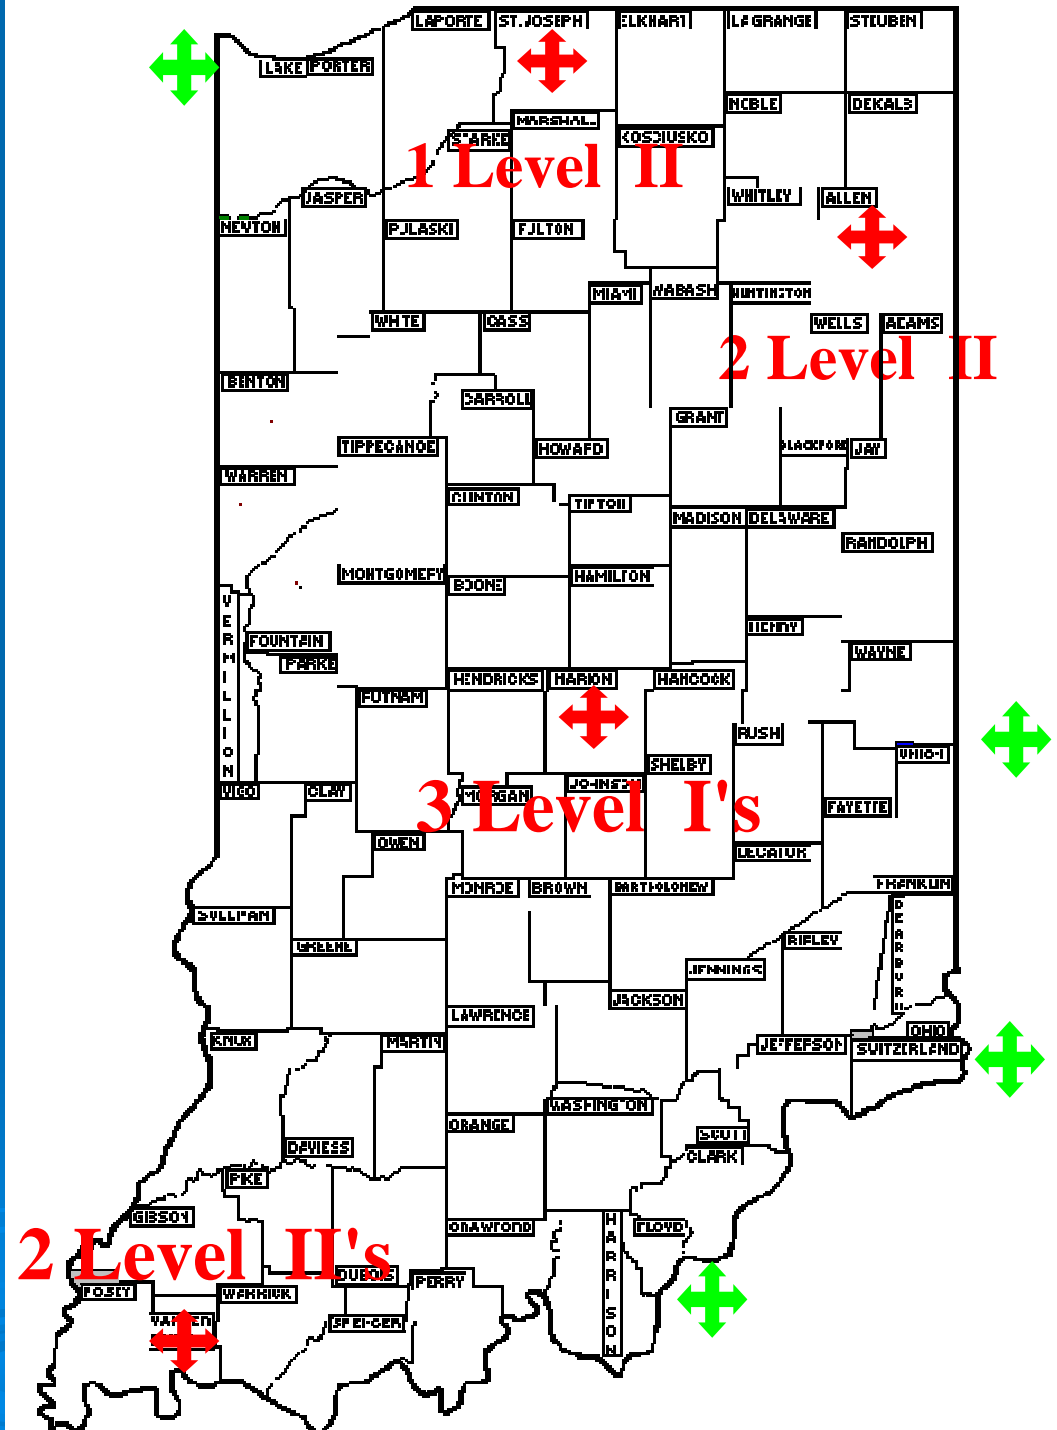 LAPORTE ST.JOSEPH ELKHART LAGRANGE STEUBEN
LAKE PORTER
NOBLE DEKALB
MARSHALL
STARKE KOSCIUSKO
1 Level II
JASPER WHITLEY ALLEN
NEWTON PULASKI FULTON
MIAMI WABASH HUNTINGTON
WHITE CASS WELLS ADAMS
2 Level II
BENTON
CARROLL
GRANT
TIPPECANOE HOWARD BLACKFORD JAY
WARREN
CLINTON TIPTON
MADISON DELAWARE
RANDOLPH
MONTGOMERY BOONE HAMILTON
VERMILLION
HENRY
FOUNTAIN
PARKE WAYNE
HENDRICKS MARION HANCOCK
PUTNAM
RUSH
UNION
SHELBY
VIGO CLAY MORGAN JOHNSON
3 Level I's
FAYETTE
OWEN
DECATUR
MONROE BROWN BARTHOLOMEW FRANKLIN
SULLIVAN
DEARBORN
GREENE RIPLEY
JENNINGS
JACKSON
LAWRENCE
OHIO
KNOX MARTIN JEFFERSON SWITZERLAND
WASHINGTON
ORANGE
SCOTT
DAVIESS CLARK
PIKE
GIBSON CRAWFORD HARRISON FLOYD
2 Level II's
DUBOIS PERRY
POSEY WARRICK
SPENCER